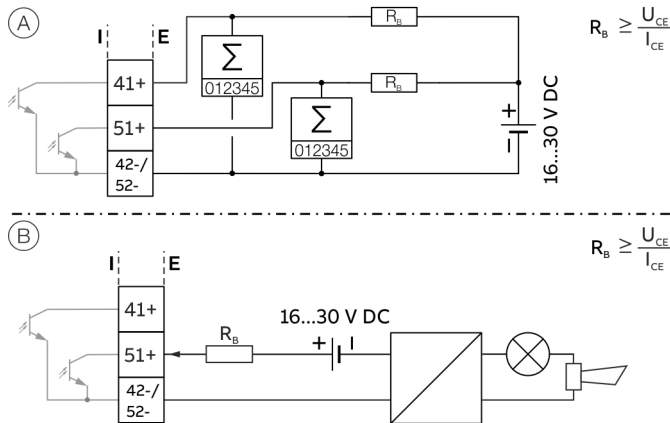 A
I E
41+
51+
42-/
52-
Σ
012345
Σ
012345
R_B
R_B
+
-
16...30 V DC
R_B ≥ U_CE
I_CE
B
I E
41+
51+
42-/
52-
R_B
16...30 V DC
+ -
R_B ≥ U_CE
I_CE